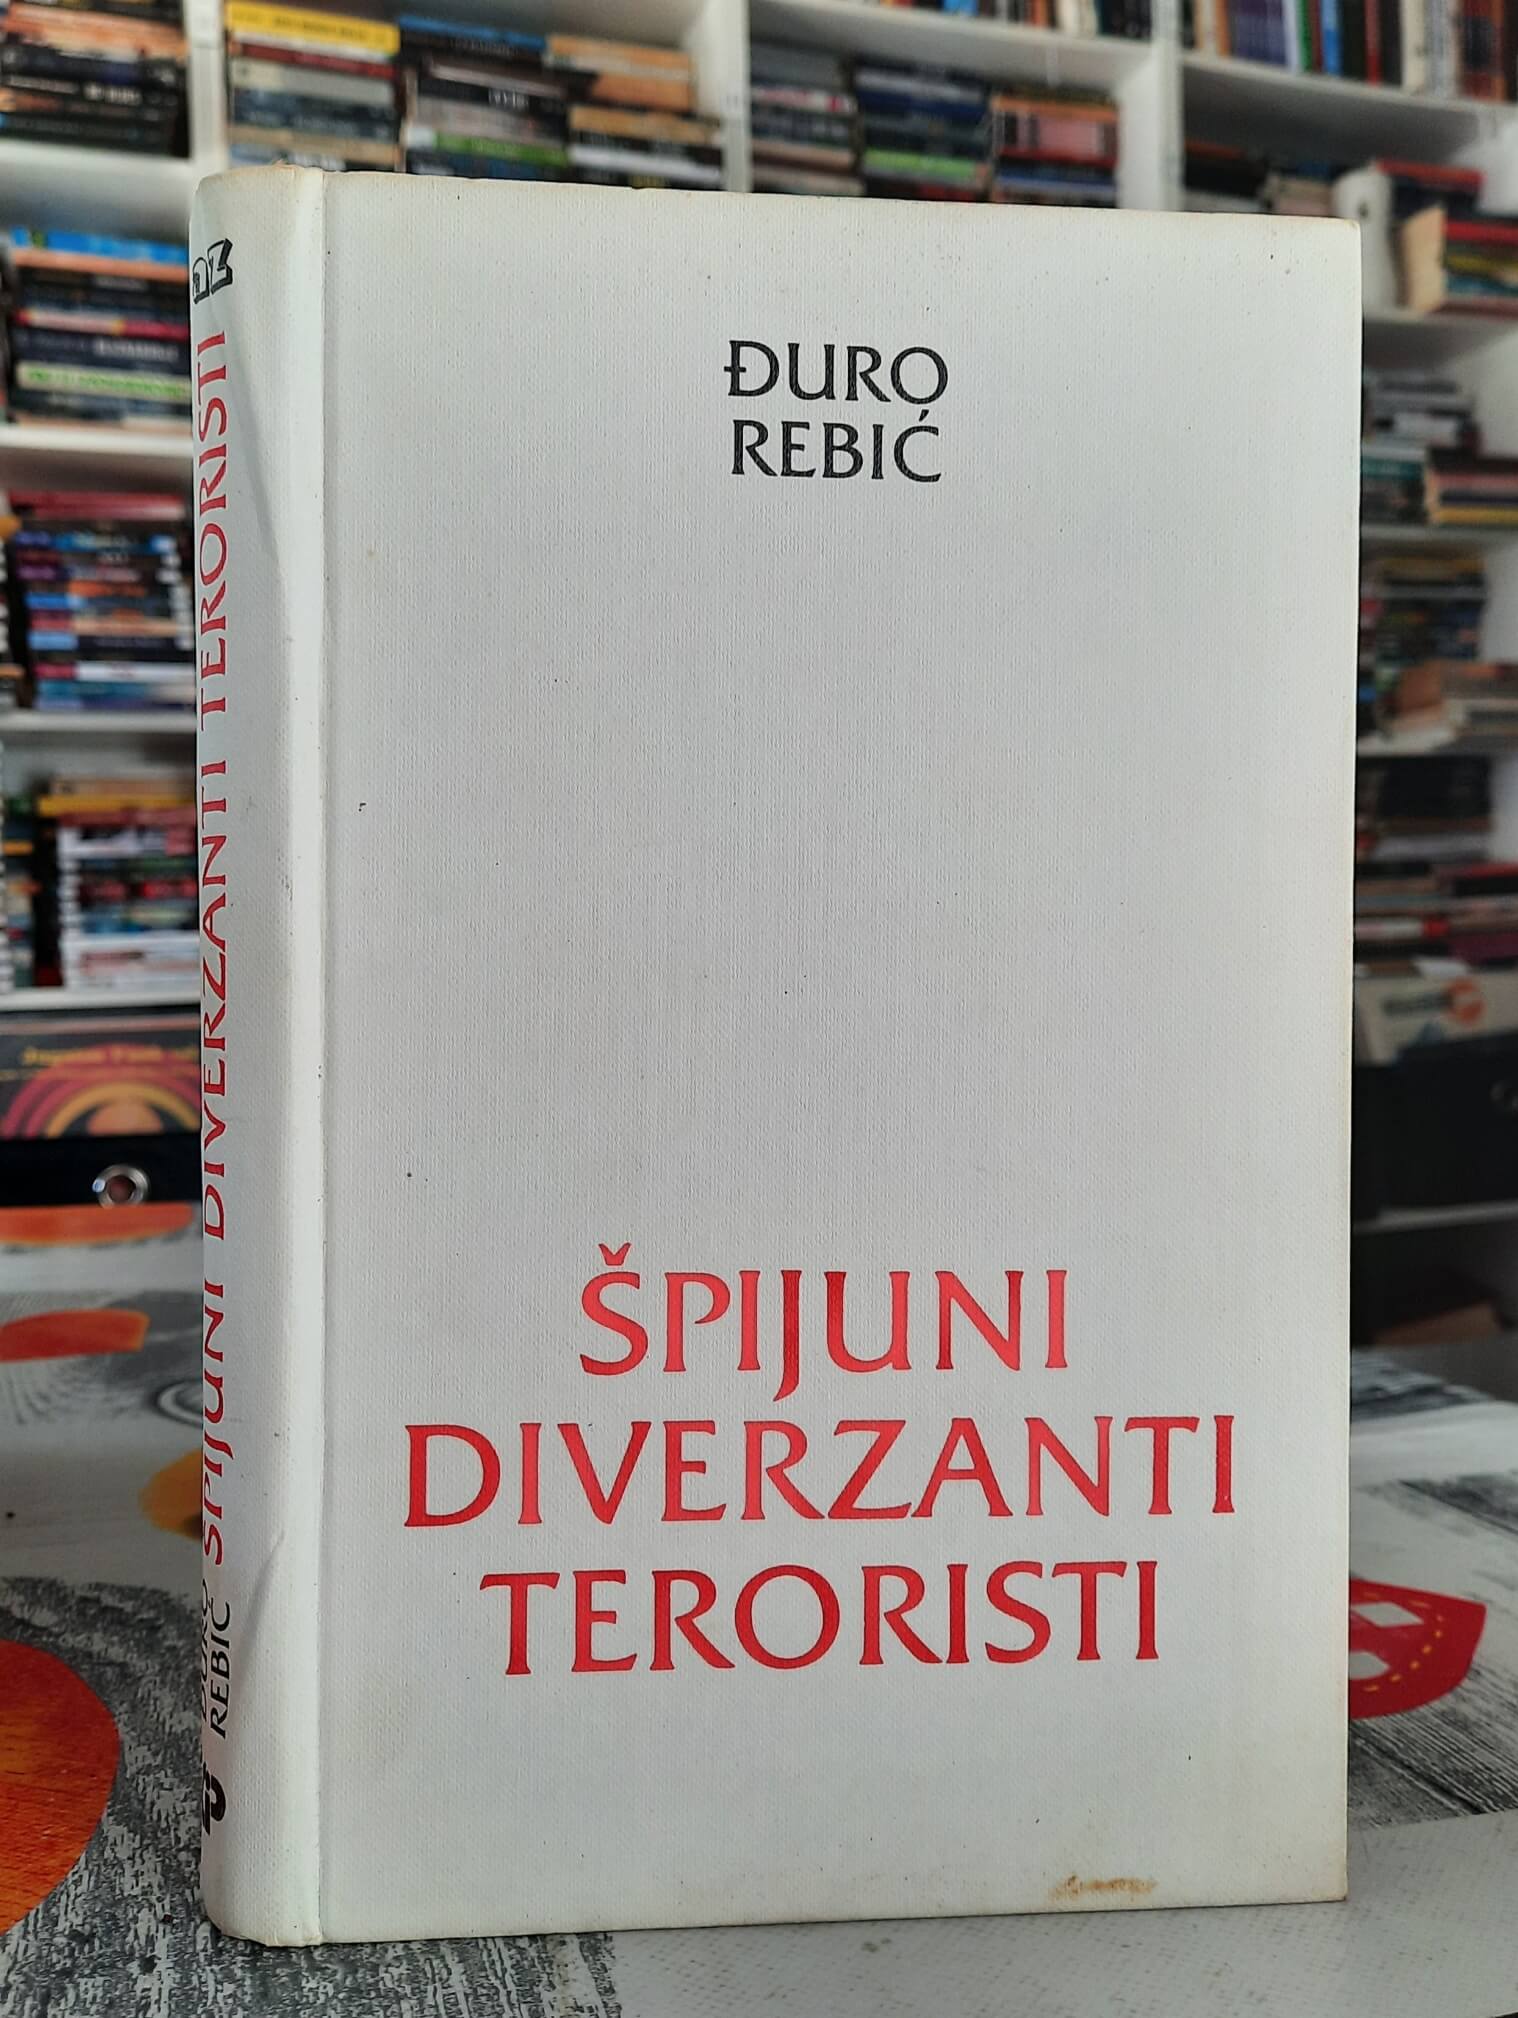 ĐURO
REBIĆ
ŠPIJUNI
DIVERZANTI
TERORISTI
ĐURO
REBIĆ
ŠPIJUNI DIVERZANTI TERORISTI